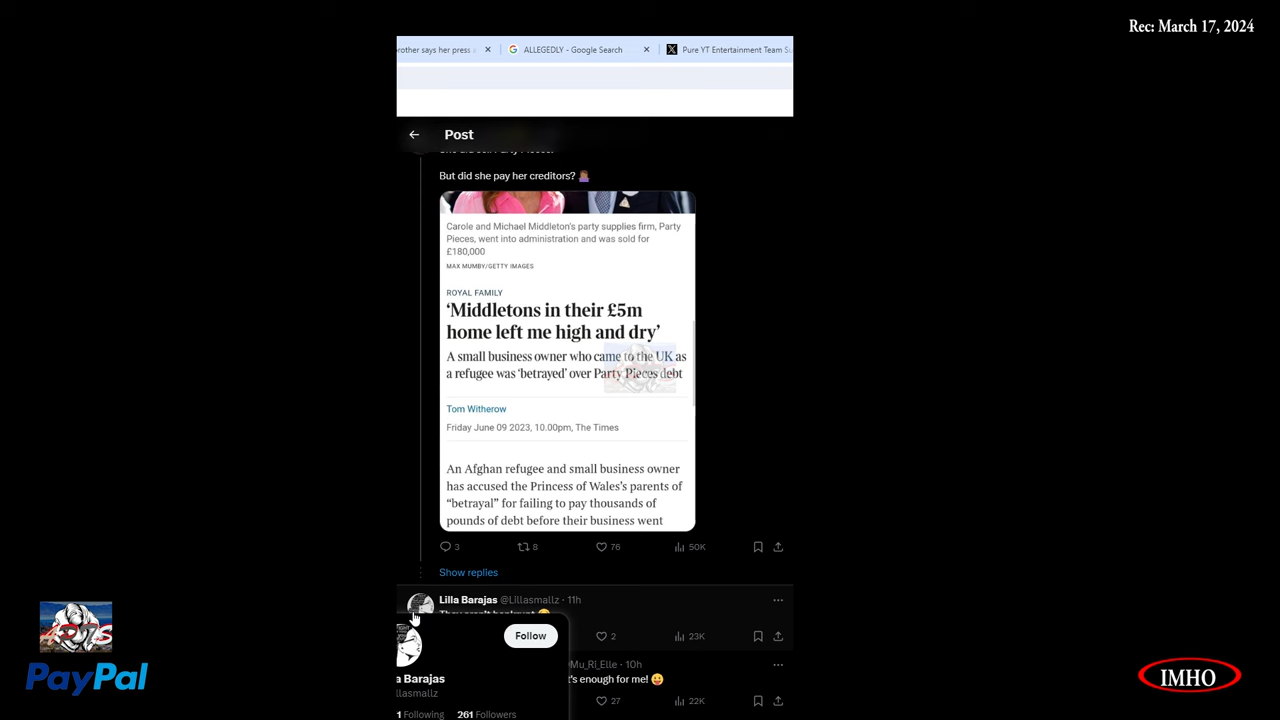 Rec: March 17, 2024
brother says her press
ALLEGEDLY - Google Search
Pure YT Entertainment Team
Post
But did she pay her creditors?
Carole and Michael Middleton's party supplies firm, Party
Pieces, went into administration and was sold for
£180,000
MAX MUMBY/GETTY IMAGES
ROYAL FAMILY
‘Middletons in their £5m
home left me high and dry’
A small business owner who came to the UK as
a refugee was ‘betrayed’ over Party Pieces debt
Tom Witherow
Friday June 09 2023, 10.00pm, The Times
An Afghan refugee and small business owner
has accused the Princess of Wales's parents of
“betrayal” for failing to pay thousands of
pounds of debt before their business went
3 8 76 50K
Show replies
Lilla Barajas @Lillasmallz · 11h
Follow
2 23K
Mu_Ri_Elle · 10h
a Barajas
t's enough for me!
llasmallz
27 22K
1 Following 261 Followers
PayPal
IMHO